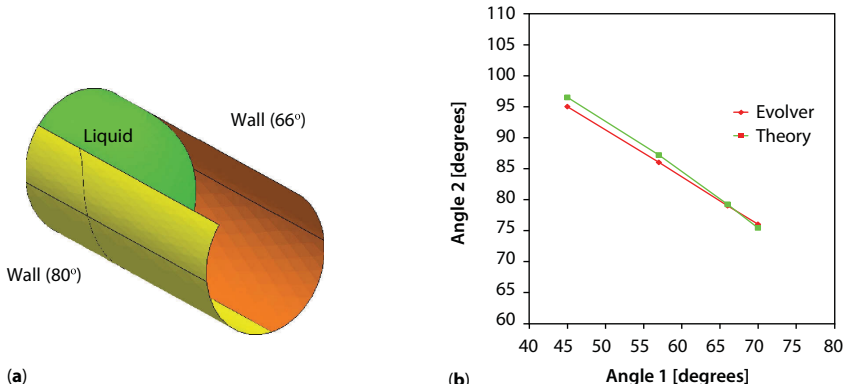 Liquid
Wall (66°)
Wall (80°)
(a)
110
105
100
95
90
85
80
75
70
65
60
Angle 2 [degrees]
Evolver
Theory
40 45 50 55 60 65 70 75 80
Angle 1 [degrees]
(b)